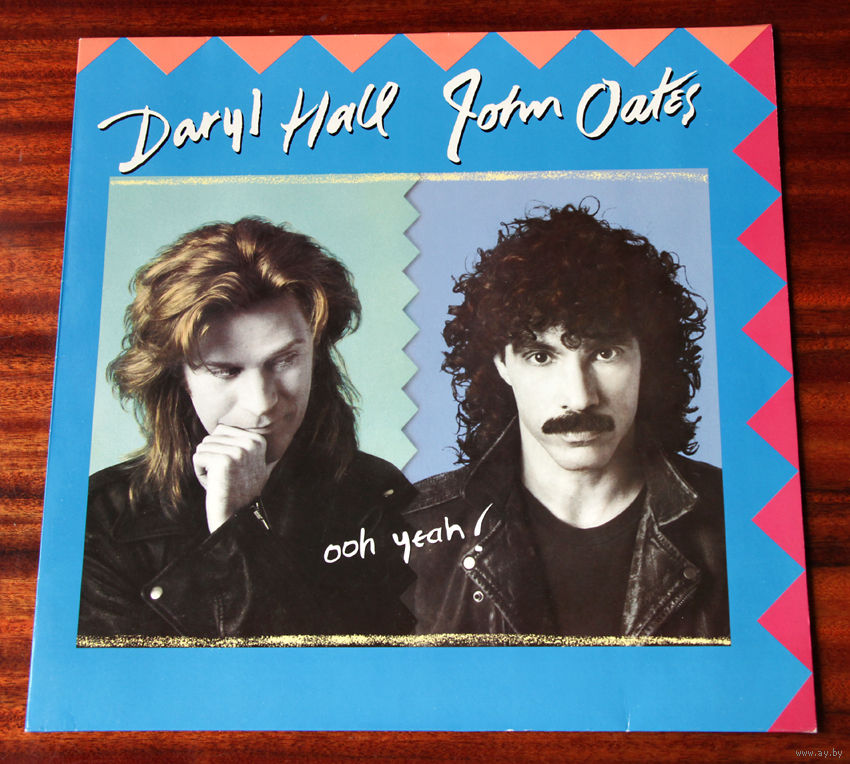 Daryl Hall John Oates
ooh yeah!
www.ay.by